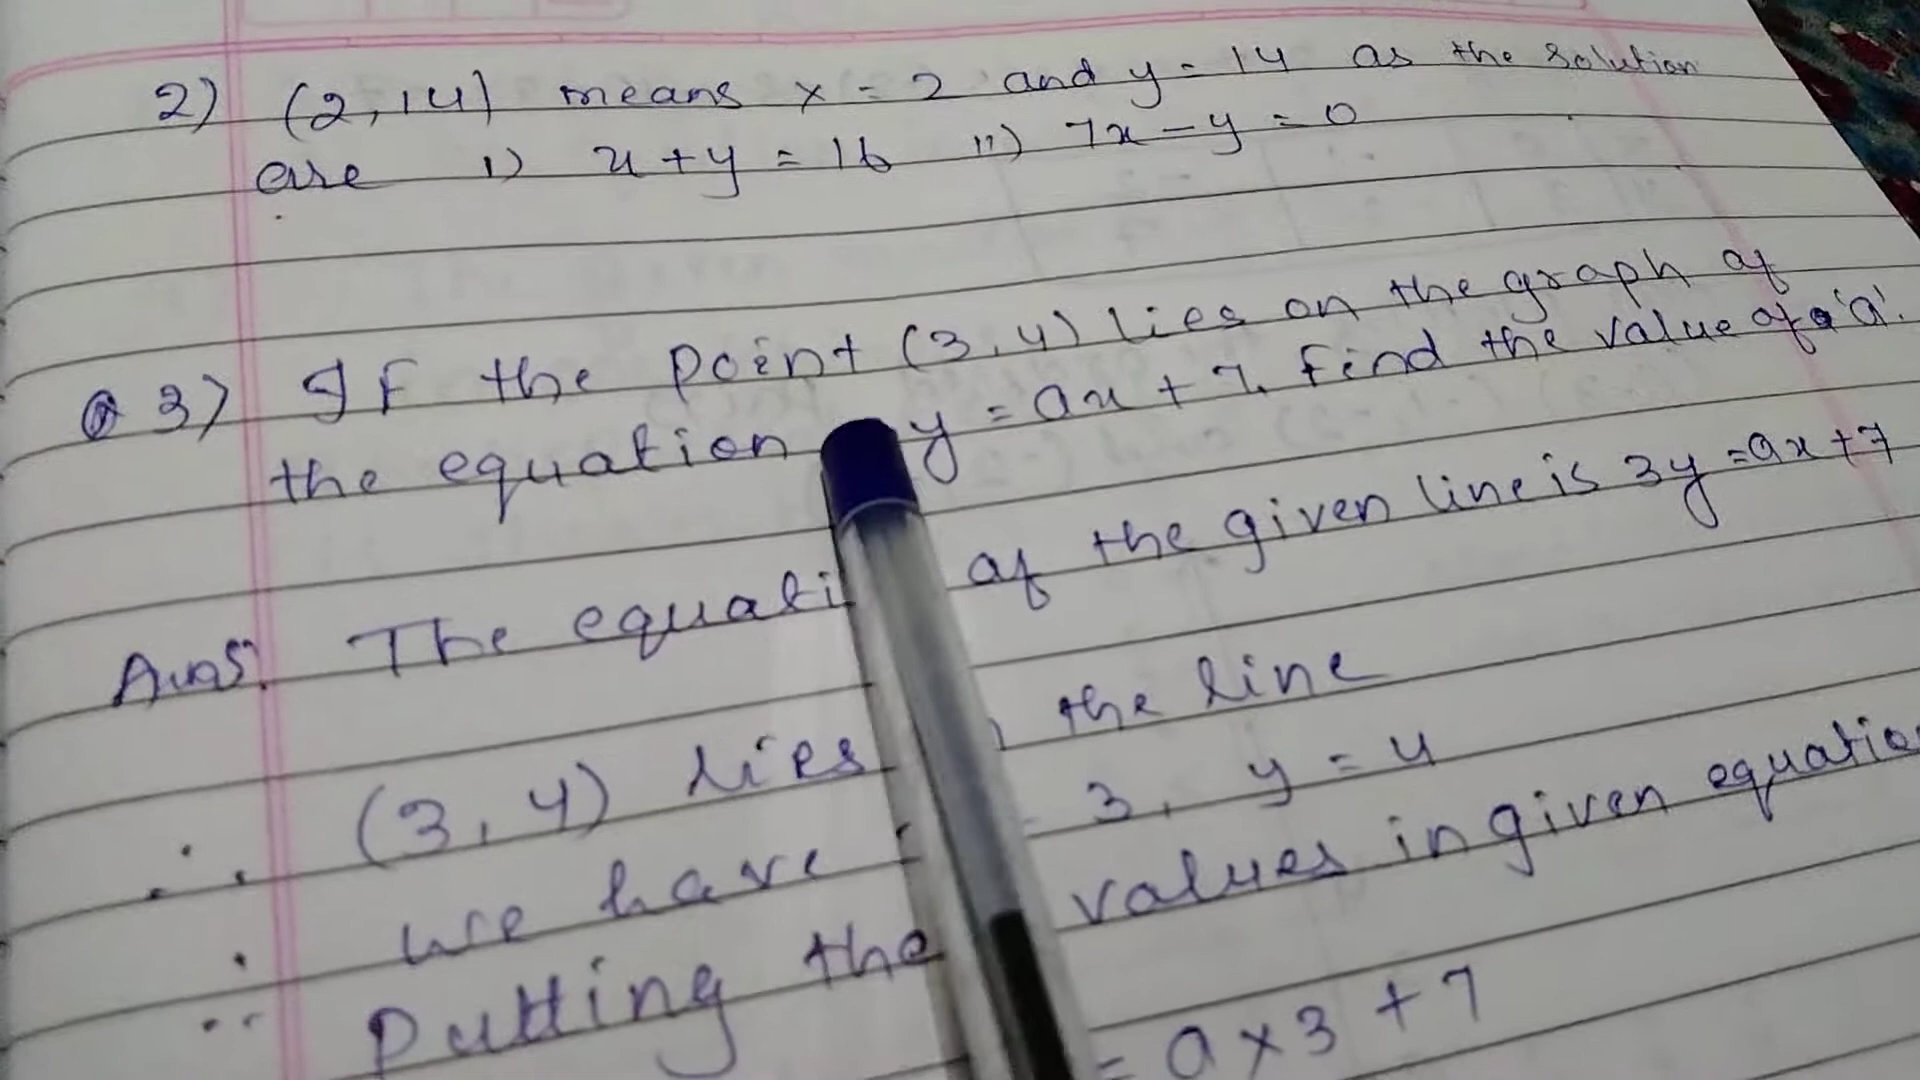 2) (2,14) means x = 2 and y = 14 as the solution
are 1) x + y = 16 11) 7x - y = 0
Q 3) If the point (3,4) lies on the graph of
the equation y = ax + 7. Find the value of 'a'.
Ans: The equati of the given line is 3y = ax + 7
∴ (3,4) lies the line
∴ we have 3, y = 4
Putting the values in given equatio
= a x 3 + 7